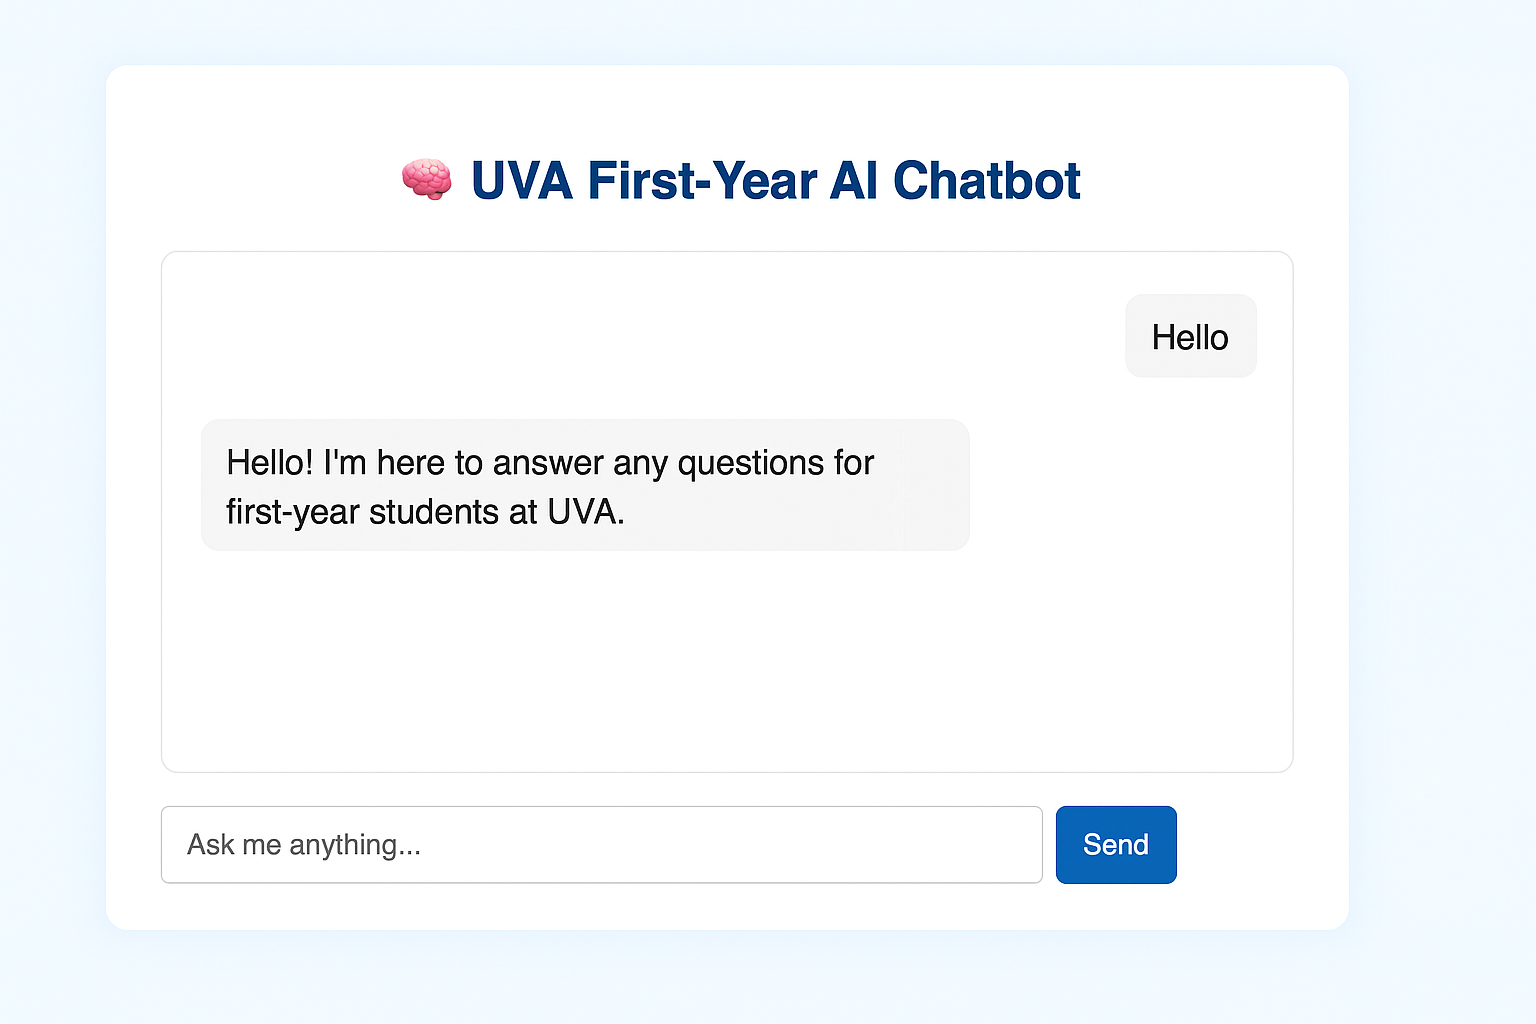 UVA First-Year AI Chatbot
Hello
Hello! I'm here to answer any questions for
first-year students at UVA.
Ask me anything...
Send